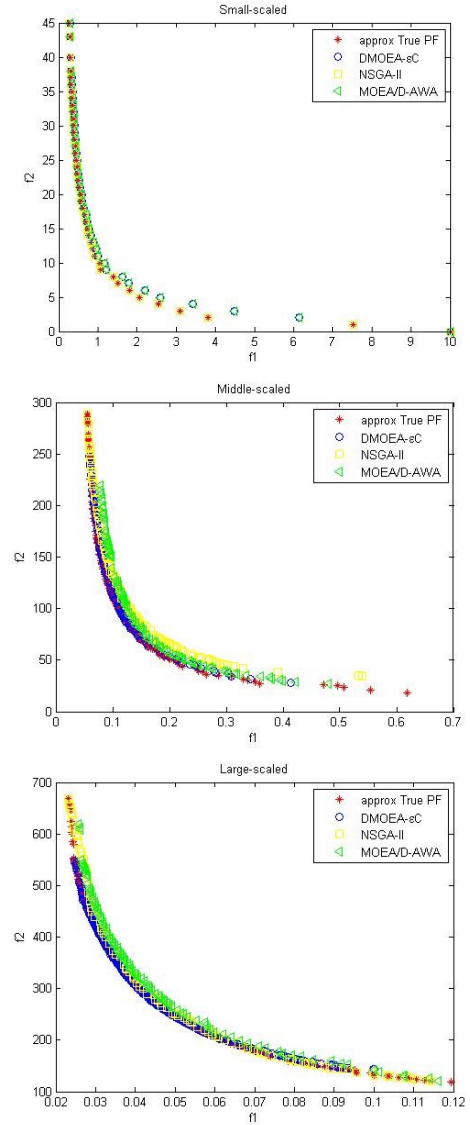 Small-scaled
45
40
35
30
25
20
15
10
5
0
f2
approx True PF
DMOEA-εC
NSGA-II
MOEA/D-AWA
0 1 2 3 4 5 6 7 8 9 10
f1
Middle-scaled
300
250
200
150
100
50
0
f2
approx True PF
DMOEA-εC
NSGA-II
MOEA/D-AWA
0 0.1 0.2 0.3 0.4 0.5 0.6 0.7
f1
Large-scaled
700
600
500
400
300
200
100
f2
approx True PF
DMOEA-εC
NSGA-II
MOEA/D-AWA
0.02 0.03 0.04 0.05 0.06 0.07 0.08 0.09 0.1 0.11 0.12
f1